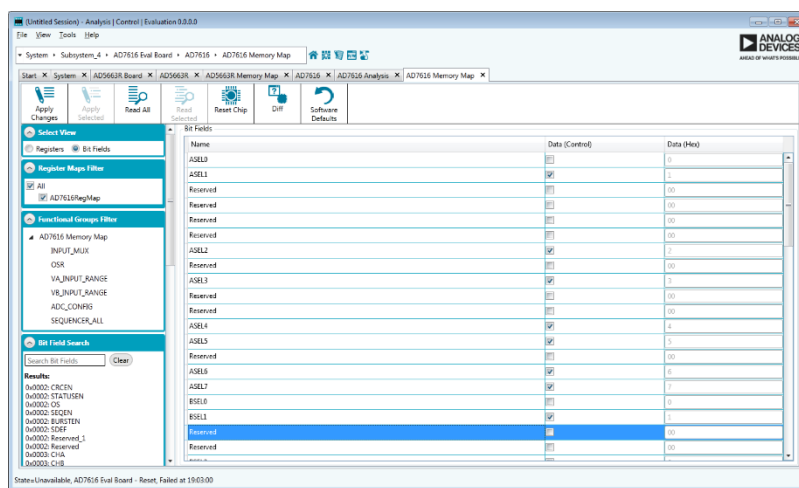 (Untitled Session) - Analysis | Control | Evaluation 0.0.0.0
File View Tools Help
System Subsystem_4 AD7616 Eval Board AD7616 AD7616 Memory Map
ANALOG DEVICES
AHEAD OF WHAT'S POSSIBLE
Start System AD5663R Board AD5663R AD5663R Memory Map AD7616 AD7616 Analysis AD7616 Memory Map
Apply Changes Apply Selected Read All Read Selected Reset Chip Diff Software Defaults
Select View
Registers Bit Fields
Register Maps Filter
All
AD7616RegMap
Functional Groups Filter
AD7616 Memory Map
INPUT_MUX
OSR
VA_INPUT_RANGE
VB_INPUT_RANGE
ADC_CONFIG
SEQUENCER_ALL
Bit Field Search
Search Bit Fields Clear
Results:
0x0002: CRCEN
0x0002: STATUSEN
0x0002: OS
0x0002: SEQEN
0x0002: BURSTEN
0x0002: SDEF
0x0002: Reserved_1
0x0002: Reserved
0x0003: CHA
0x0003: CHB
Bit Fields
Name Data (Control) Data (Hex)
ASEL0 0
ASEL1 1
Reserved 00
Reserved 00
Reserved 00
Reserved 00
ASEL2 2
Reserved 00
ASEL3 3
Reserved 00
Reserved 00
ASEL4 4
ASEL5 5
Reserved 00
ASEL6 6
ASEL7 7
BSEL0 0
BSEL1 1
Reserved 00
Reserved 00
State=Unavailable, AD7616 Eval Board - Reset, Failed at 19:03:00